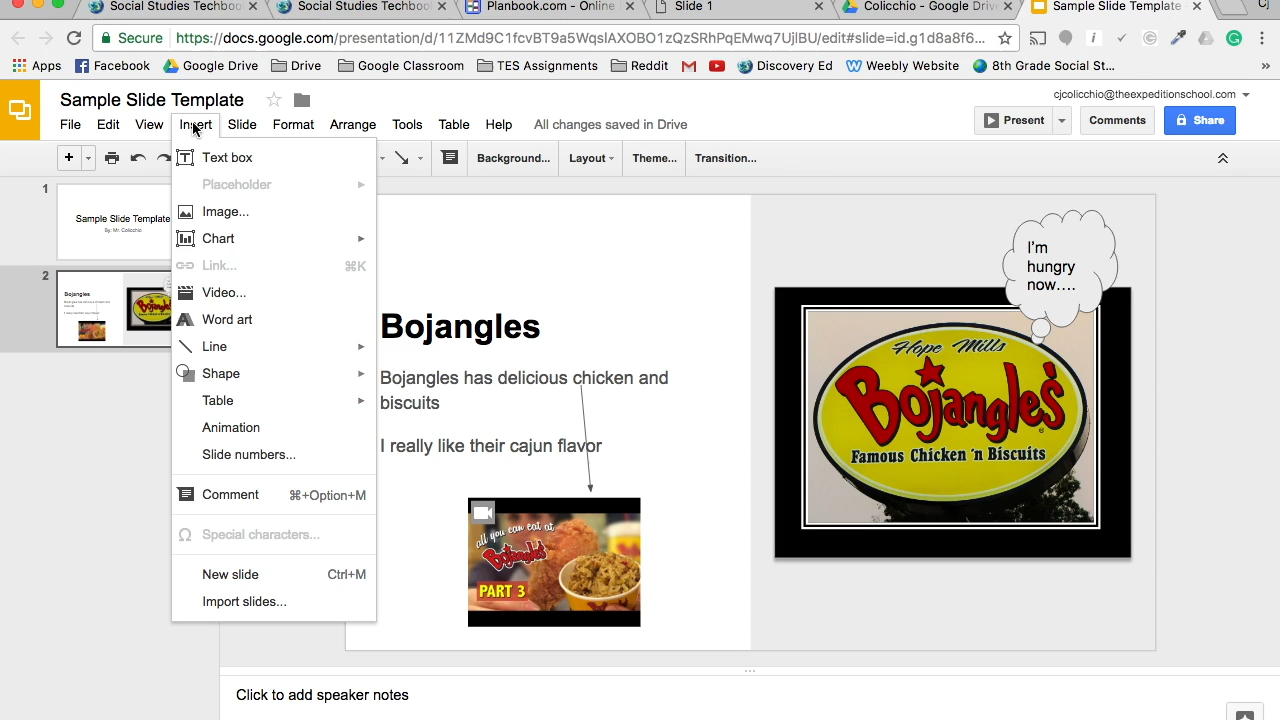 Social Studies Techboo
Social Studies Techboo
Planbook.com - Online
Slide 1
Colicchio - Google Driv
Sample Slide Template
Secure
https://docs.google.com/presentation/d/11ZMd9C1fcvBT9a5WqsIAXOBO1zQzSRhPqEMwq7UjlBU/edit#slide=id.g1d8a8f6...
Apps
Facebook
Google Drive
Drive
Google Classroom
TES Assignments
Reddit
Discovery Ed
Weebly Website
8th Grade Social St...
»
Sample Slide Template
cjcolicchio@theexpeditionschool.com
File Edit View Insert Slide Format Arrange Tools Table Help All changes saved in Drive
Present
Comments
Share
Background...
Layout
Theme...
Transition...
Text box
Placeholder
Image...
Chart
Link... ⌘K
Video...
Word art
Line
Shape
Table
Animation
Slide numbers...
Comment ⌘+Option+M
Special characters...
New slide Ctrl+M
Import slides...
1
Sample Slide Template
By: Mr. Colicchio
2
Bojangles
Bojangles
Bojangles has delicious chicken and
biscuits
I really like their cajun flavor
all you can eat at
Bojangles'
PART 3
I'm
hungry
now....
Hope Mills
Bojangles'
Famous Chicken 'n Biscuits
Click to add speaker notes